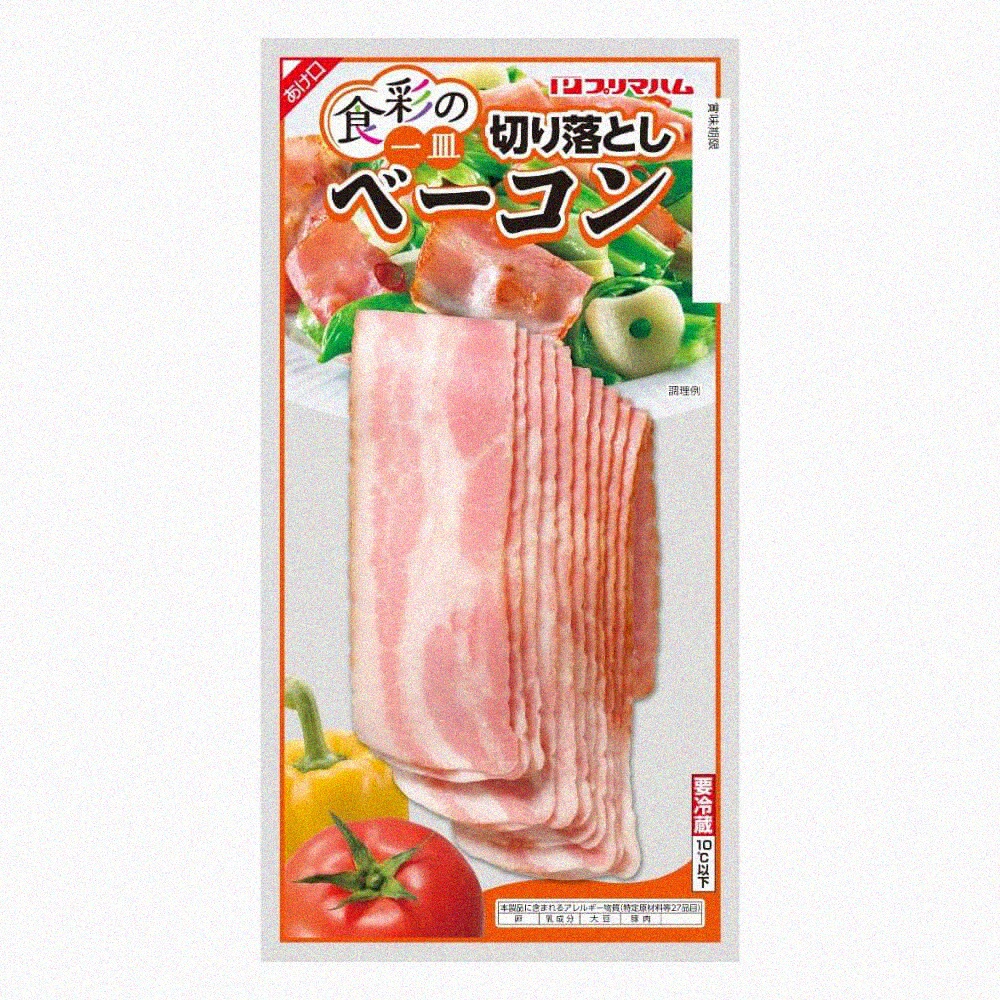 あけ口
プリマハム
食彩の
一皿
切り落とし
ベーコン
賞味期限
調理例
要冷蔵
10℃以下
本製品に含まれるアレルギー物質(特定原材料等27品目)
卵 乳成分 大豆 豚肉